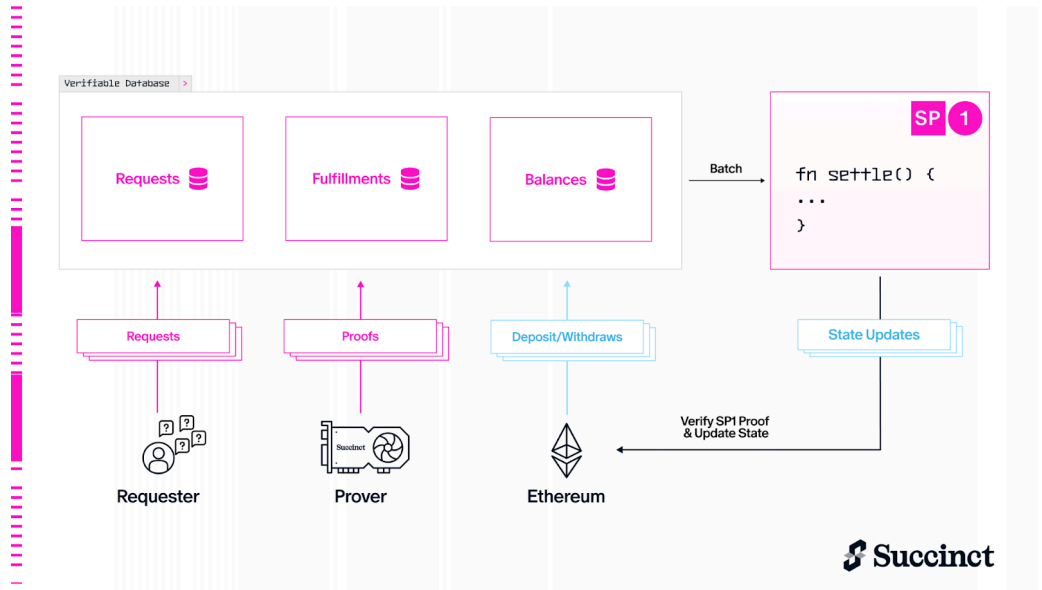 Verifiable Database >
SP 1
Requests
Fulfillments
Balances
Batch
fn settle() {
...
}
Requests
Proofs
Deposit/Withdraws
State Updates
? ? ? ?
Succinct
Verify SP1 Proof
& Update State
Requester
Prover
Ethereum
Succinct